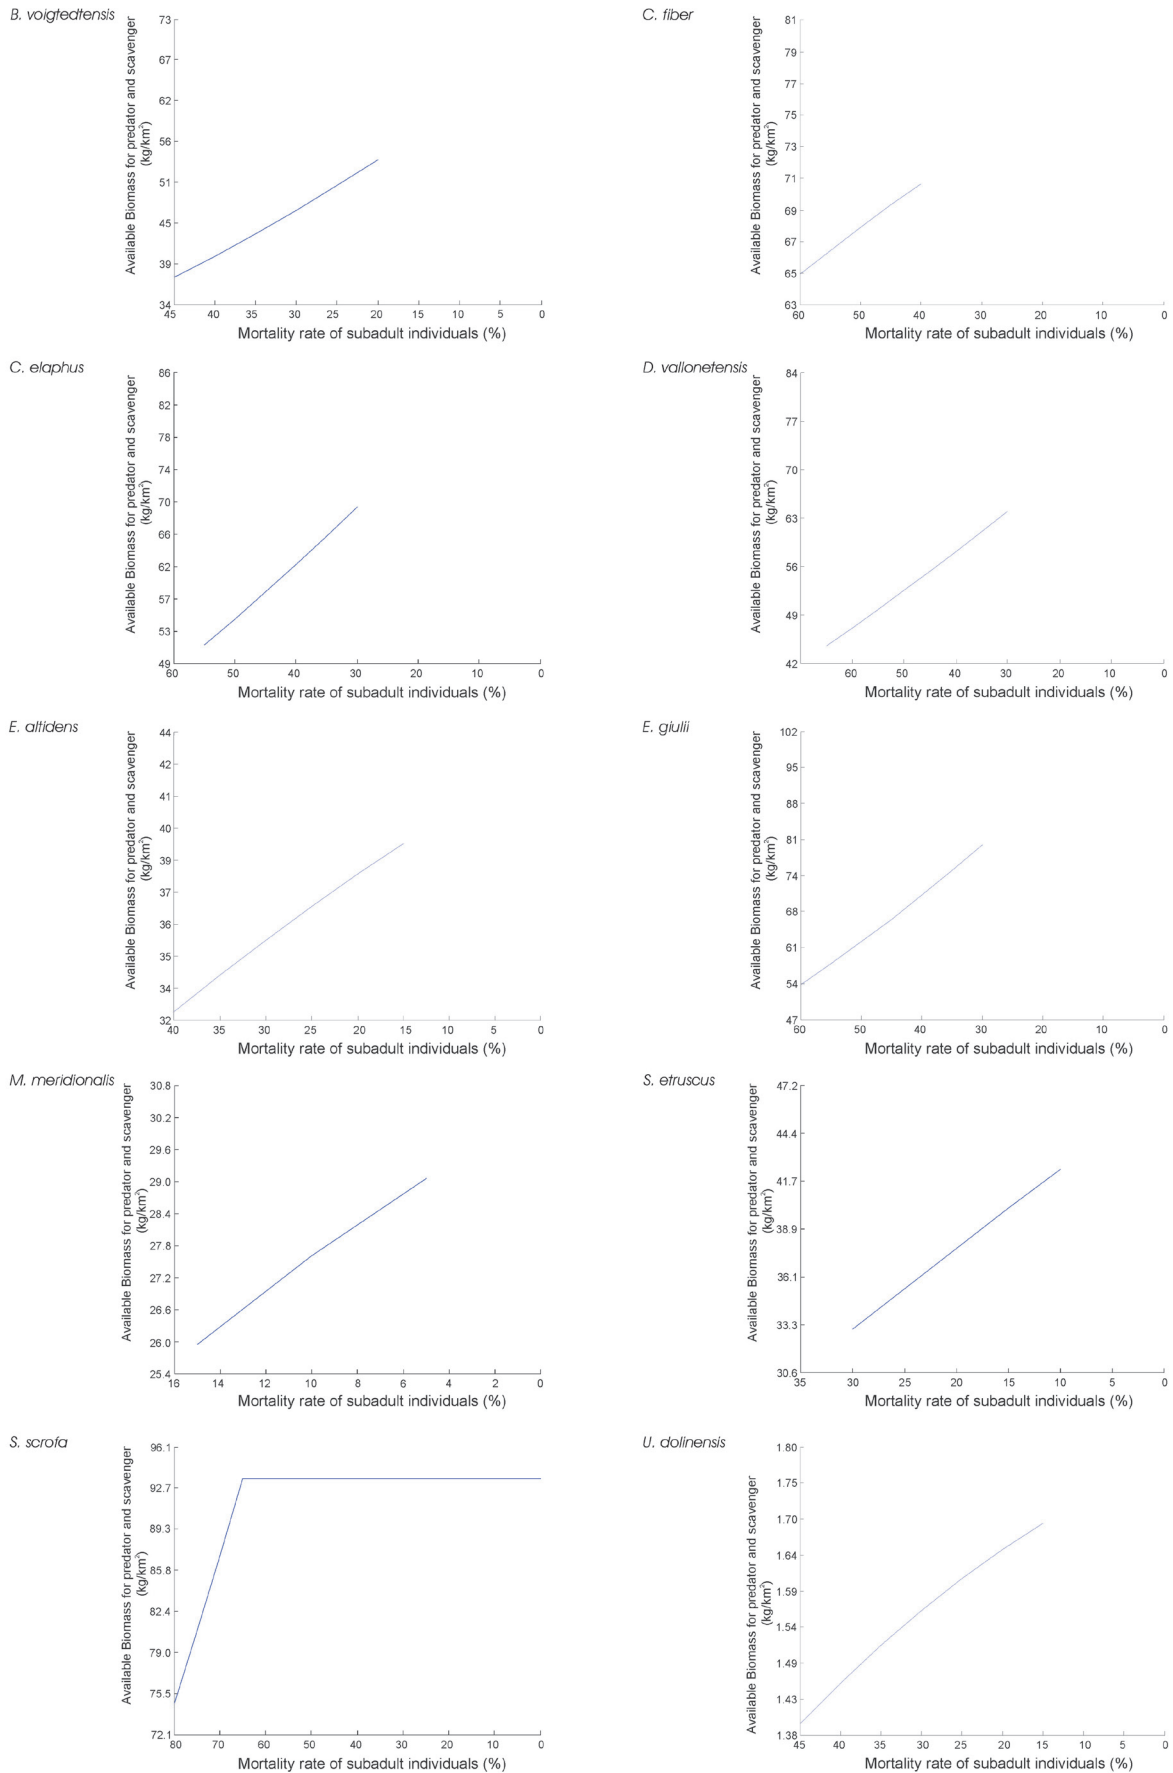 B. voigtedtensis
Available Biomass for predator and scavenger
(kg/km²)
73
67
62
56
51
45
39
34
45 40 35 30 25 20 15 10 5 0
Mortality rate of subadult individuals (%)
C. fiber
Available Biomass for predator and scavenger
(kg/km²)
81
79
77
75
73
71
69
67
65
63
60 50 40 30 20 10 0
Mortality rate of subadult individuals (%)
C. elaphus
Available Biomass for predator and scavenger
(kg/km²)
86
82
78
74
70
66
62
57
53
49
60 50 40 30 20 10 0
Mortality rate of subadult individuals (%)
D. vallonetensis
Available Biomass for predator and scavenger
(kg/km²)
84
77
70
63
56
49
42
60 50 40 30 20 10 0
Mortality rate of subadult individuals (%)
E. altidens
Available Biomass for predator and scavenger
(kg/km²)
44
42
41
40
39
37
36
35
34
32
40 35 30 25 20 15 10 5 0
Mortality rate of subadult individuals (%)
E. giulii
Available Biomass for predator and scavenger
(kg/km²)
102
95
88
81
74
68
61
54
47
60 50 40 30 20 10 0
Mortality rate of subadult individuals (%)
M. meridionalis
Available Biomass for predator and scavenger
(kg/km²)
30.8
30.2
29.6
29.0
28.4
27.8
27.2
26.6
26.0
25.4
16 14 12 10 8 6 4 2 0
Mortality rate of subadult individuals (%)
S. etruscus
Available Biomass for predator and scavenger
(kg/km²)
47.2
44.4
41.7
38.9
36.1
33.3
30.6
35 30 25 20 15 10 5 0
Mortality rate of subadult individuals (%)
S. scrofa
Available Biomass for predator and scavenger
(kg/km²)
96.1
92.7
89.3
85.8
82.4
79.0
75.5
72.1
80 70 60 50 40 30 20 10 0
Mortality rate of subadult individuals (%)
U. dolinensis
Available Biomass for predator and scavenger
(kg/km²)
1.80
1.75
1.70
1.64
1.59
1.54
1.49
1.43
1.38
45 40 35 30 25 20 15 10 5 0
Mortality rate of subadult individuals (%)